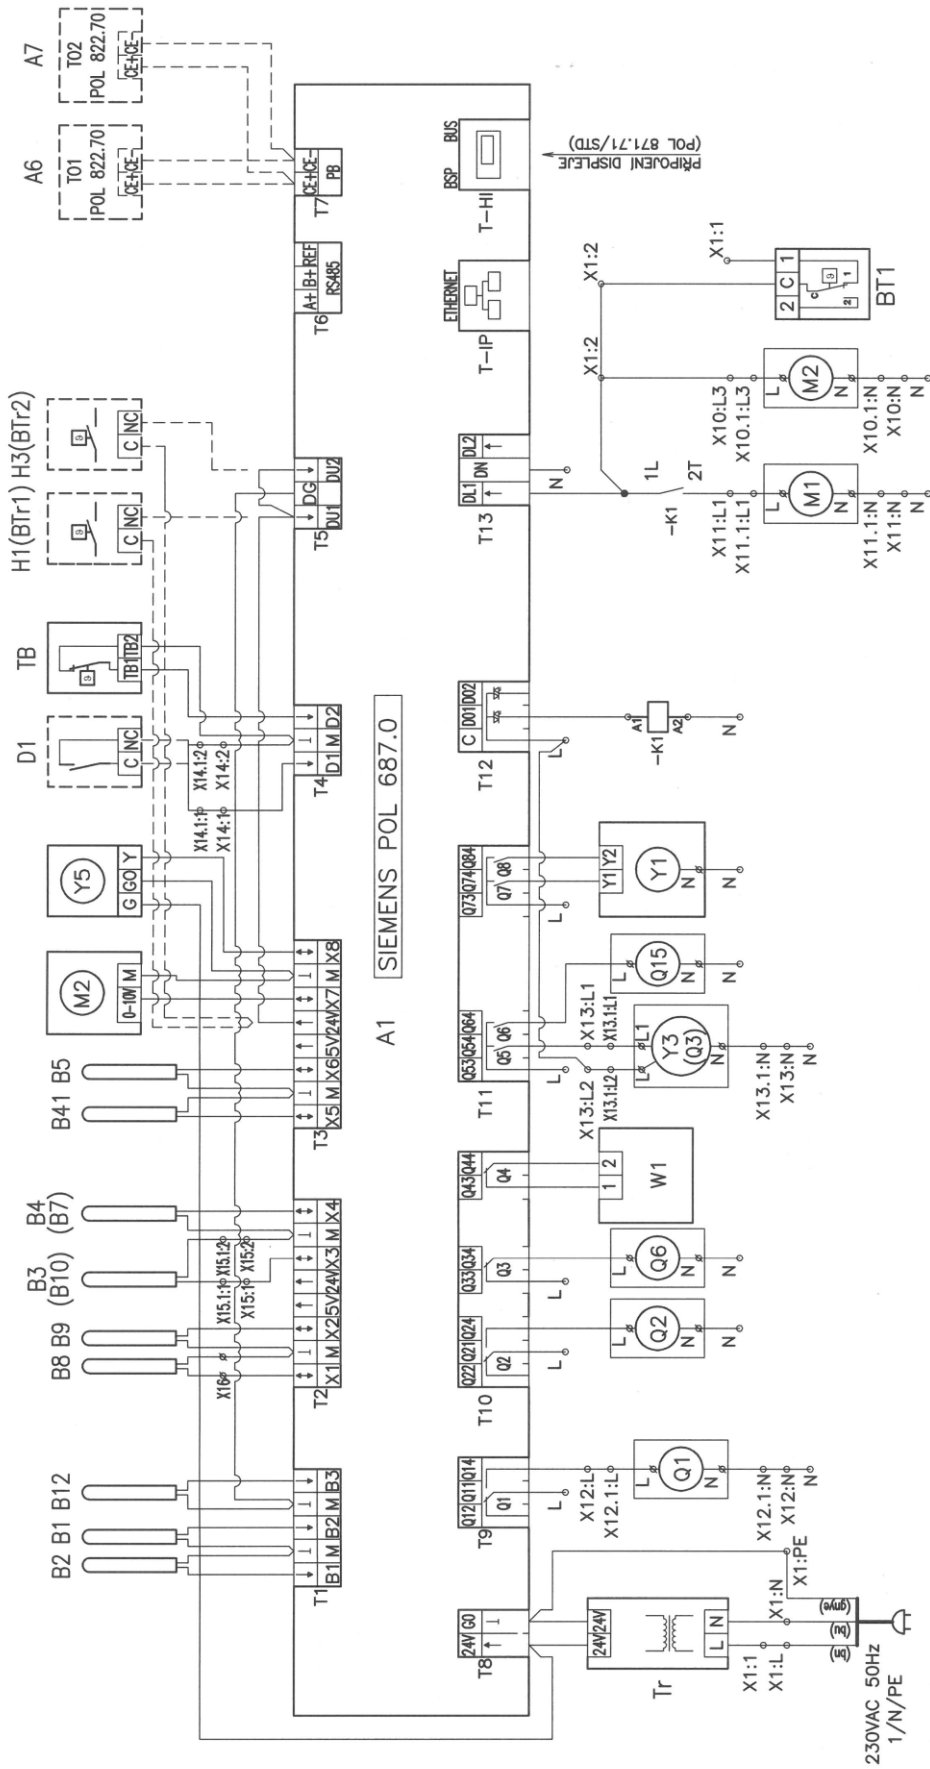 A7
T02
POL 822.70
CE+ CE-
A6
T01
POL 822.70
CE+ CE-
H3(BTr2)
C NC
H1(BTr1)
C NC
TB
TB1 TB2
D1
C NC
Y5
G GO Y
M2
0-10V M
B5
B41
B4
(B7)
B3
(B10)
B9
B8
B12
B1
B2
X14.1:2
X14:2
X14.1:1
X14:1
X15.1:2
X15:2
X15.1:1
X15:1
X16
T7
CE+ CE-
PB
T6
A+ B+ REF
RS485
T5
DU1 DG DU2
T4
D1 M D2
T3
X5 M X6 5V 24V X7 M X8
T2
X1 M X2 5V 24V X3 M X4
T1
B1 M B2 M B3
A1
SIEMENS POL 687.0
BSP BUS
T-HI
PŘIPOJENÍ DISPLEJE
(POL 871.71/STD)
ETHERNET
T-IP
DL1 DN DL2
T13
N
C DO1 DO2
T12
L
Q73 Q74 Q84
Q7 Q8
L
Q53 Q54 Q64
T11
Q5 Q6
L
Q43 Q44
Q4
Q33 Q34
Q3
L
Q22 Q21 Q24
T10
Q2
L
Q12 Q11 Q14
T9
Q1
L
24V G0
T8
X1:2
X1:2
X1:1
2 C 1
2 C 1
BT1
X10:L3
X10.1:L3
L
M2
N
X10.1:N
X10:N
N
-K1
1L
2T
X11:L1
X11.1:L1
L
M1
N
X11.1:N
X11:N
N
A1
-K1
A2
N
Y1 Y2
Y1
N
N
L
Q15
N
N
X13:L1
X13.1:L1
X13:L2
X13.1:L2
L L1
Y3
(Q3)
N
X13.1:N
X13:N
N
1 2
W1
L
Q6
N
N
L
Q2
N
N
X12:L
X12.1:L
L
Q1
N
X12.1:N
X12:N
N
24V 24V
Tr
L N
X1:1
X1:L
X1:N
X1:PE
(bn)
(bu)
(gnye)
230VAC 50Hz
1/N/PE